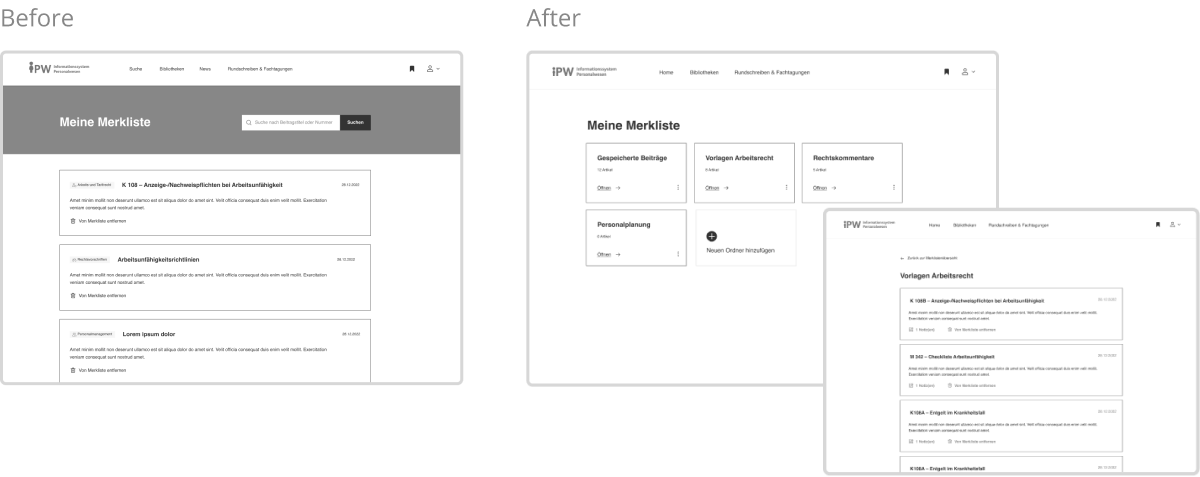 Before
iPW Informationssystem
Personalwesen
Suche Bibliotheken News Rundschreiben & Fachtagungen
Meine Merkliste
Suche nach Beitragstitel oder Nummer Suchen
Arbeits- und Tarifrecht K 108 – Anzeige-/Nachweispflichten bei Arbeitsunfähigkeit 08.12.2022
Amet minim mollit non deserunt ullamco est sit aliqua dolor do amet sint. Velit officia consequat duis enim velit mollit. Exercitation
veniam consequat sunt nostrud amet.
Von Merkliste entfernen
Rechtsvorschriften Arbeitsunfähigkeitsrichtlinien 08.12.2022
Amet minim mollit non deserunt ullamco est sit aliqua dolor do amet sint. Velit officia consequat duis enim velit mollit. Exercitation
veniam consequat sunt nostrud amet.
Von Merkliste entfernen
Personalmanagement Lorem ipsum dolor 08.12.2022
Amet minim mollit non deserunt ullamco est sit aliqua dolor do amet sint. Velit officia consequat duis enim velit mollit. Exercitation
veniam consequat sunt nostrud amet.
Von Merkliste entfernen
After
iPW Informationssystem
Personalwesen
Home Bibliotheken Rundschreiben & Fachtagungen
Meine Merkliste
Gespeicherte Beiträge
12 Artikel
Öffnen →
Vorlagen Arbeitsrecht
Artikel
Öffnen →
Rechtskommentare
Artikel
Öffnen →
Personalplanung
Artikel
Öffnen →
Neuen Ordner hinzufügen
iPW Informationssystem
Personalwesen
Home Bibliotheken Rundschreiben & Fachtagungen
← Zurück zur Merklistenübersicht
Vorlagen Arbeitsrecht
K 108B – Anzeige-/Nachweispflichten bei Arbeitsunfähigkeit 08.12.2022
Amet minim mollit non deserunt ullamco est sit aliqua dolor do amet sint. Velit officia consequat duis enim velit mollit.
Exercitation veniam consequat sunt nostrud amet.
1 Notiz(en) Von Merkliste entfernen
M 242 – Checkliste Arbeitsunfähigkeit 08.12.2022
Amet minim mollit non deserunt ullamco est sit aliqua dolor do amet sint. Velit officia consequat duis enim velit mollit.
Exercitation veniam consequat sunt nostrud amet.
1 Notiz(en) Von Merkliste entfernen
K108A – Entgelt im Krankheitsfall 08.12.2022
Amet minim mollit non deserunt ullamco est sit aliqua dolor do amet sint. Velit officia consequat duis enim velit mollit.
Exercitation veniam consequat sunt nostrud amet.
1 Notiz(en) Von Merkliste entfernen
K108A – Entgelt im Krankheitsfall 08.12.2022